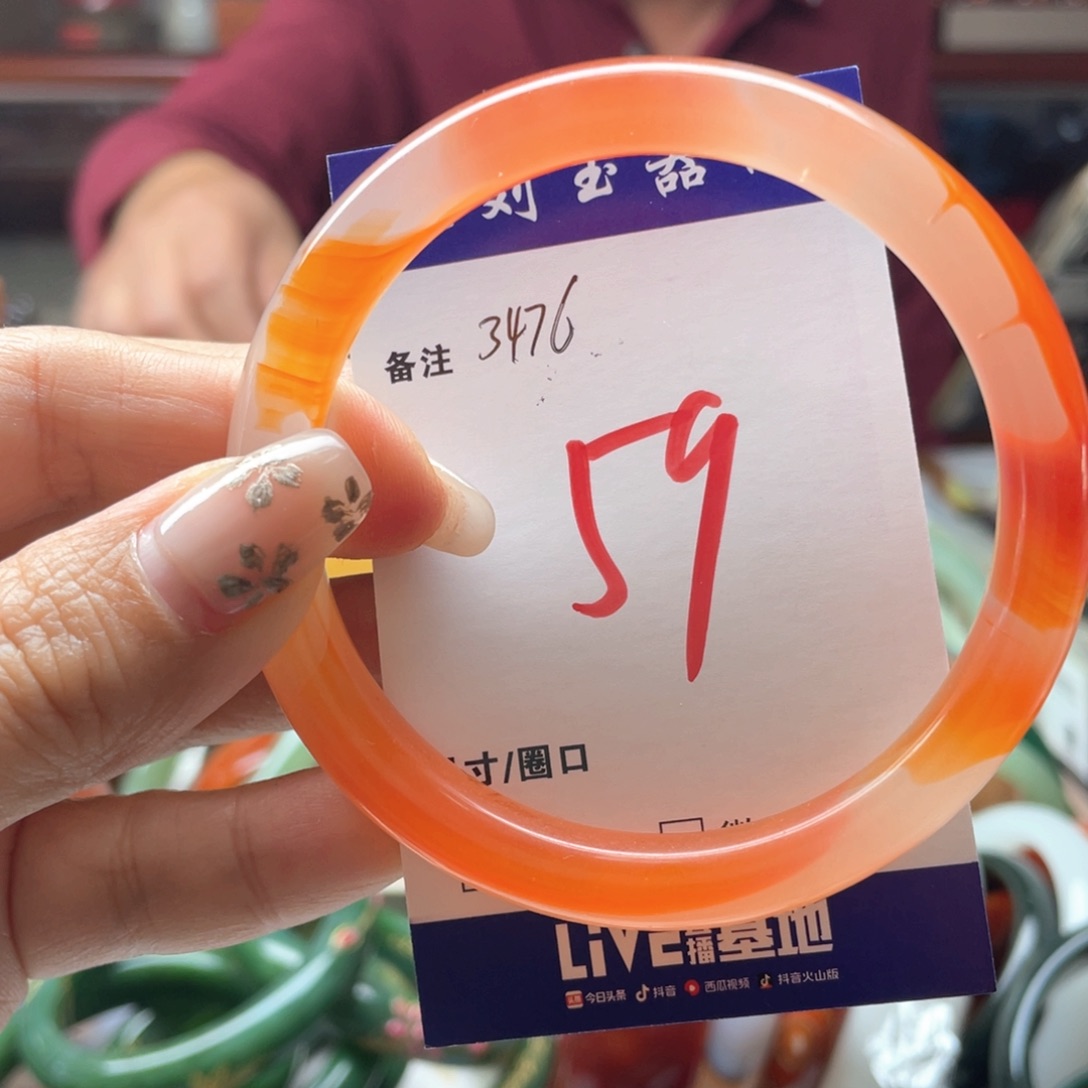 刘玉器
备注 3476
59
寸/圈口
LiVE直播基地
今日头条 抖音 西瓜视频 抖音火山版